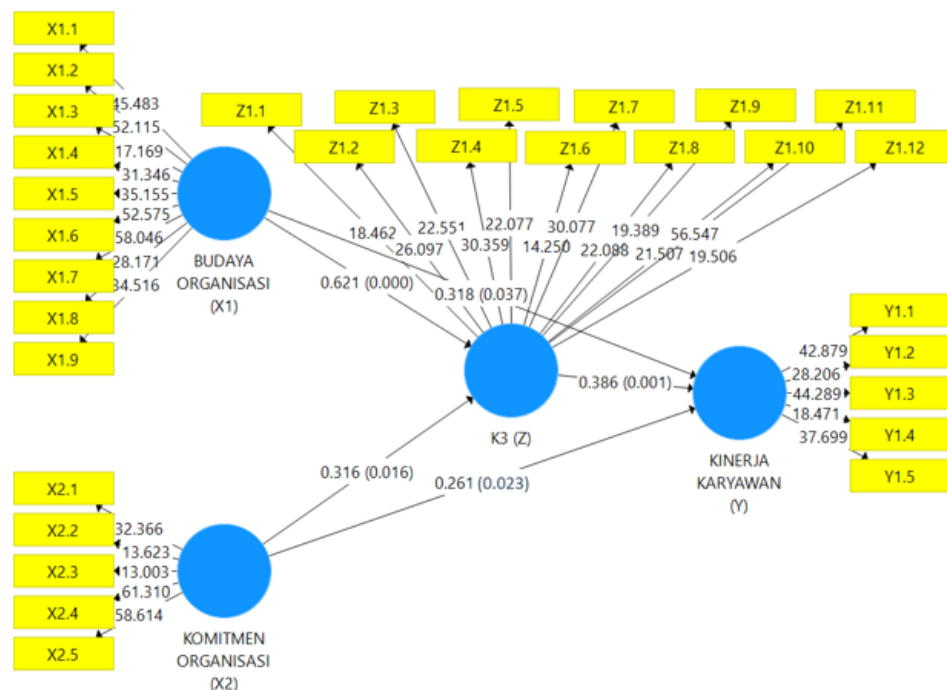 X1.1
X1.2
X1.3
X1.4
X1.5
X1.6
X1.7
X1.8
X1.9
45.483
52.115
17.169
31.346
35.155
52.575
58.046
28.171
34.516
BUDAYA
ORGANISASI
(X1)
Z1.1
Z1.3
Z1.5
Z1.7
Z1.9
Z1.11
Z1.2
Z1.4
Z1.6
Z1.8
Z1.10
Z1.12
18.462
26.097
22.551
30.359
22.077
14.250
30.077
22.088
19.389
21.507
56.547
19.506
0.621 (0.000)
0.318 (0.037)
K3 (Z)
0.386 (0.001)
0.316 (0.016)
0.261 (0.023)
Y1.1
Y1.2
Y1.3
Y1.4
Y1.5
42.879
28.206
44.289
18.471
37.699
KINERJA
KARYAWAN
(Y)
X2.1
X2.2
X2.3
X2.4
X2.5
32.366
13.623
13.003
61.310
58.614
KOMITMEN
ORGANISASI
(X2)